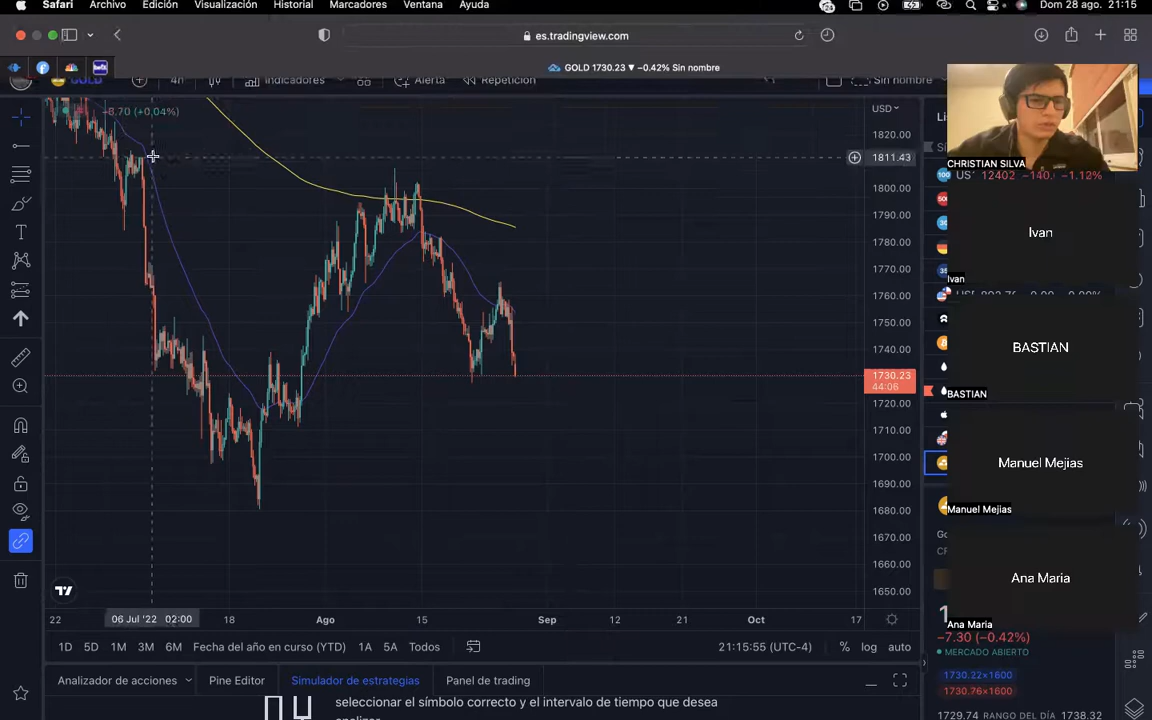 Safari Archivo Edición Visualización Historial Marcadores Ventana Ayuda
Dom 28 ago. 21:15
es.tradingview.com
GOLD 1730.23 ▼ −0.42% Sin nombre
GOLD 4h Indicadores Alerta Repetición Sin nombre
−8.70 (+0.04%)
USD
1820.00
1811.43
1800.00
1790.00
1780.00
1770.00
1760.00
1750.00
1740.00
1730.23
44:06
1720.00
1710.00
1700.00
1690.00
1680.00
1670.00
1660.00
1650.00
22 06 Jul '22 02:00 18 Ago 15 Sep 12 21 Oct 17
1D 5D 1M 3M 6M Fecha del año en curso (YTD) 1A 5A Todos
21:15:55 (UTC-4) % log auto
Analizador de acciones Pine Editor Simulador de estrategias Panel de trading
seleccionar el símbolo correcto y el intervalo de tiempo que desea
analizar
CHRISTIAN SILVA
12402 −140. −1.12%
Ivan
Ivan
BASTIAN
BASTIAN
Manuel Mejias
Manuel Mejias
Ana Maria
Ana Maria
−7.30 (−0.42%)
MERCADO ABIERTO
1730.22×1600
1730.76×1600
1729.74 RANGO DEL DÍA 1738.32